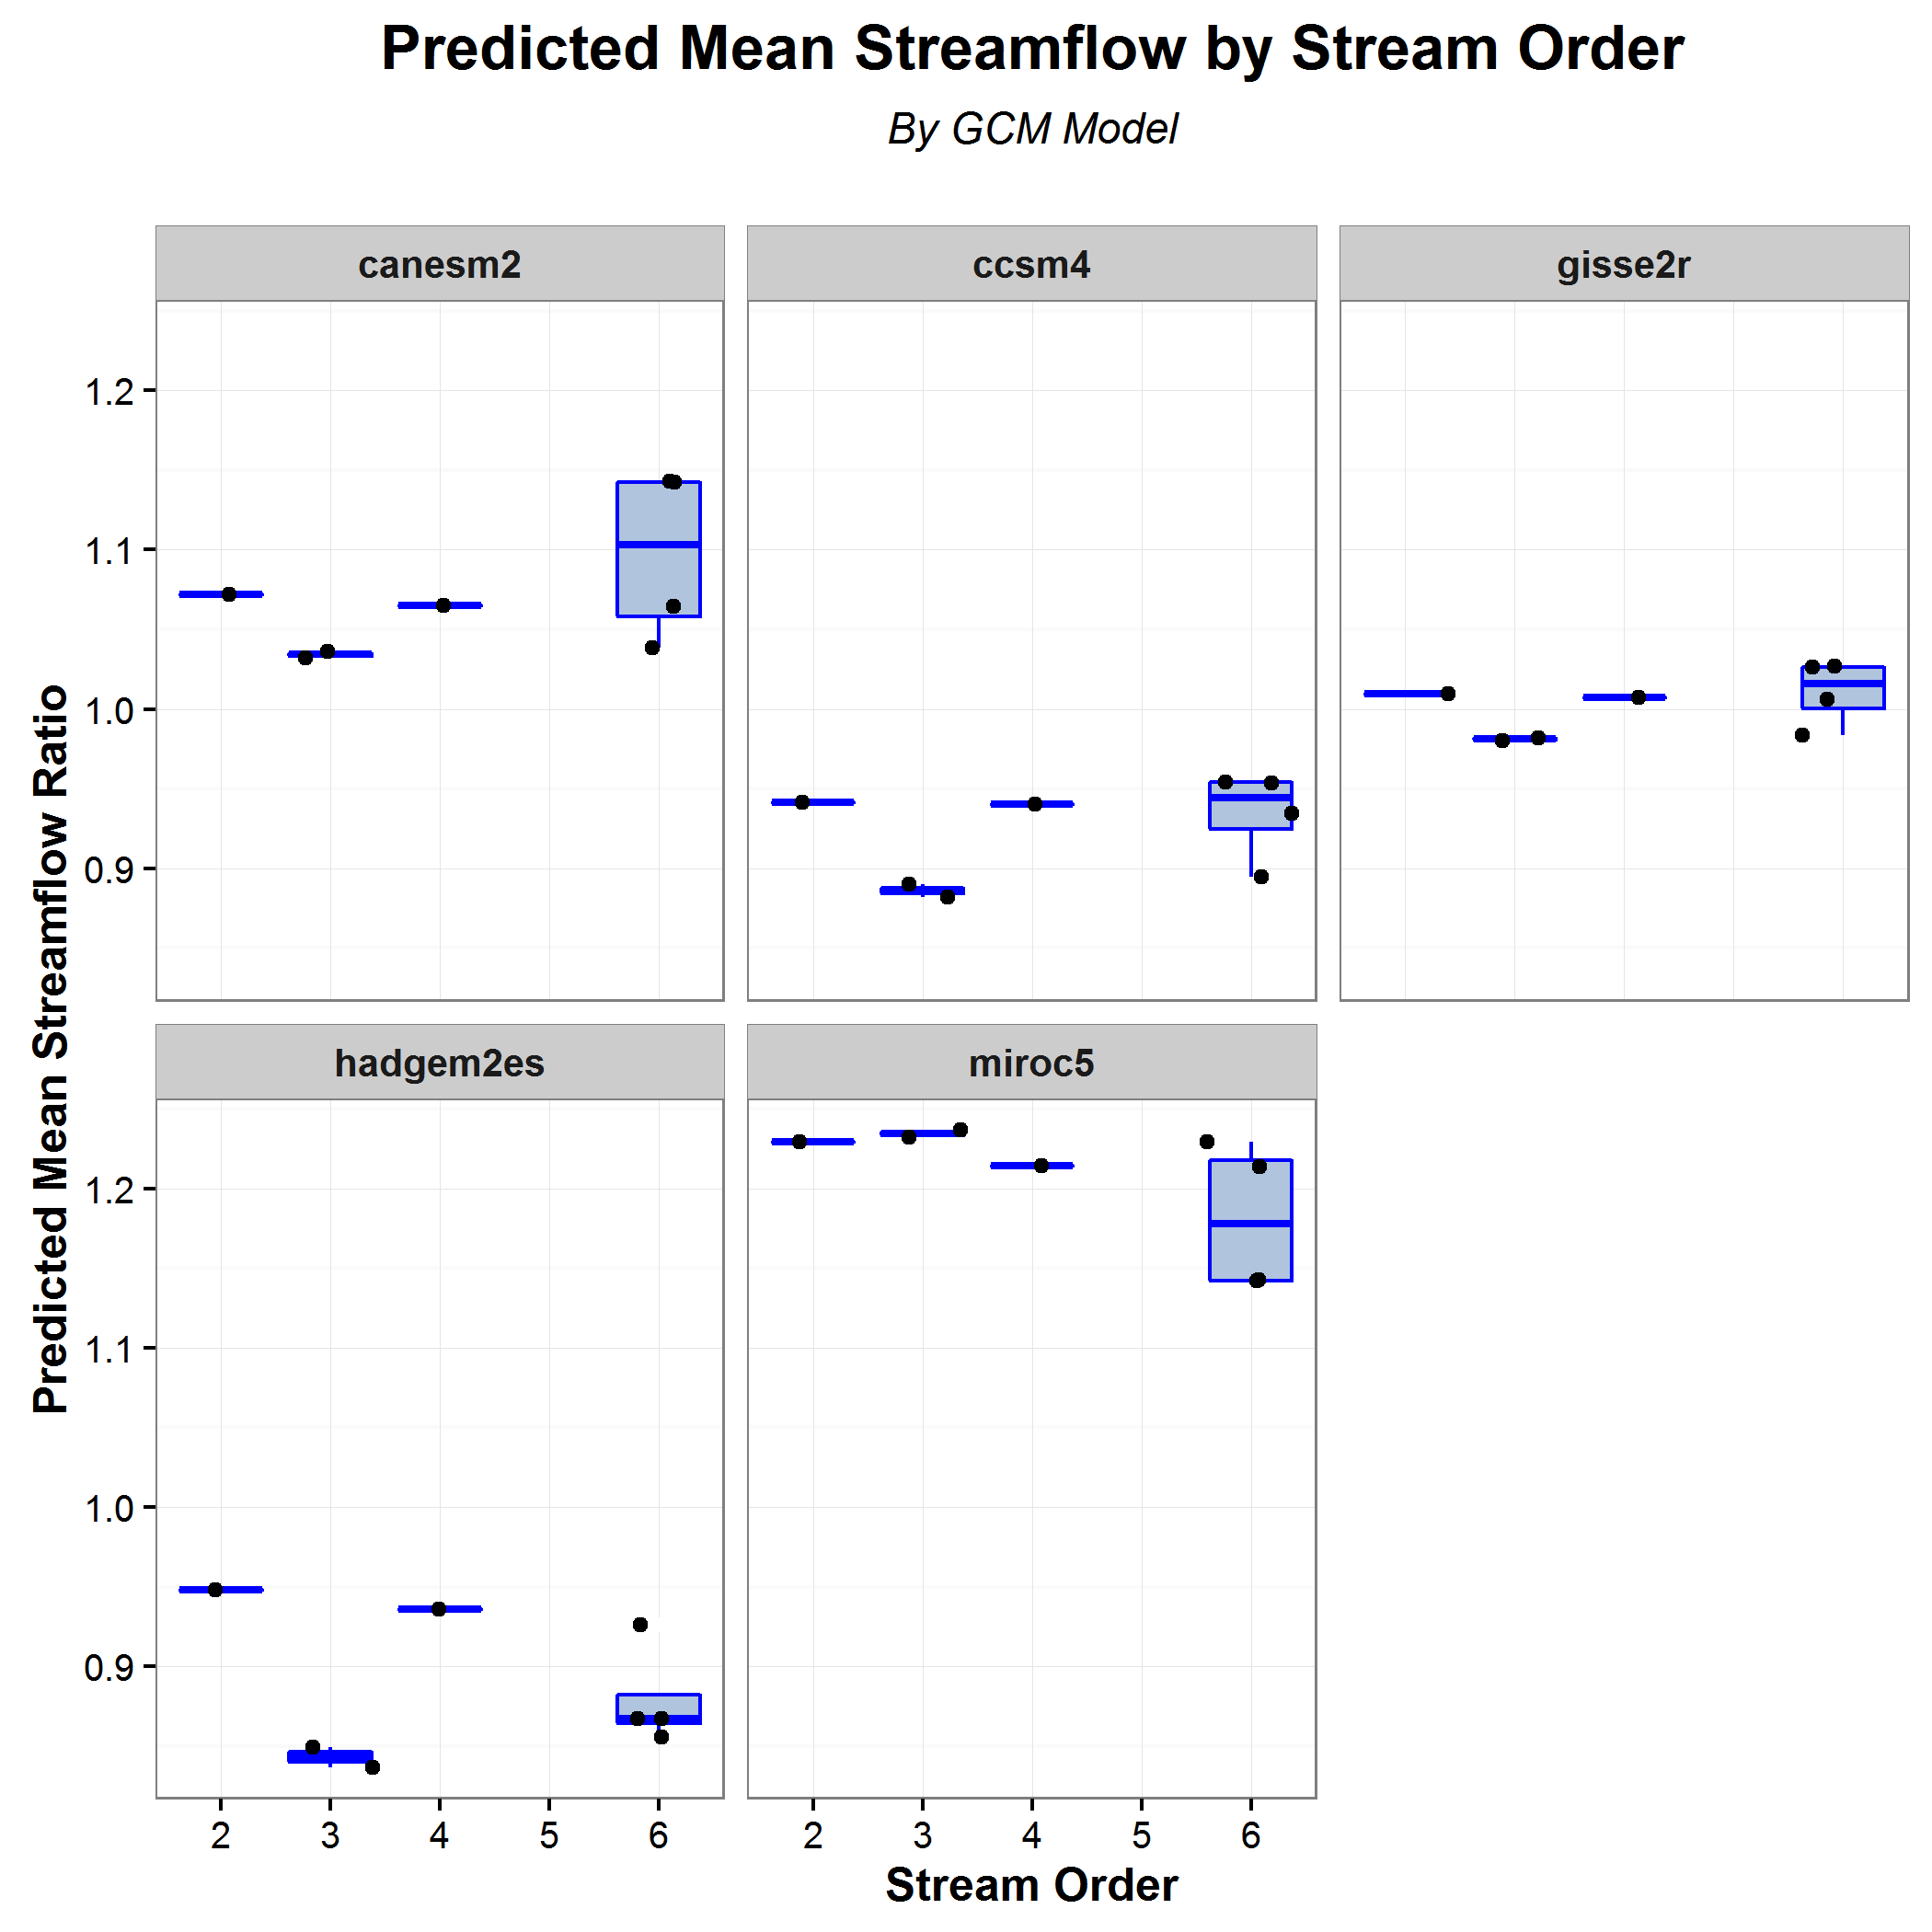 Predicted Mean Streamflow by Stream Order
By GCM Model
canesm2
ccsm4
gisse2r
1.2
1.1
1.0
0.9
Predicted Mean Streamflow Ratio
hadgem2es
miroc5
1.2
1.1
1.0
0.9
2 3 4 5 6
2 3 4 5 6
Stream Order